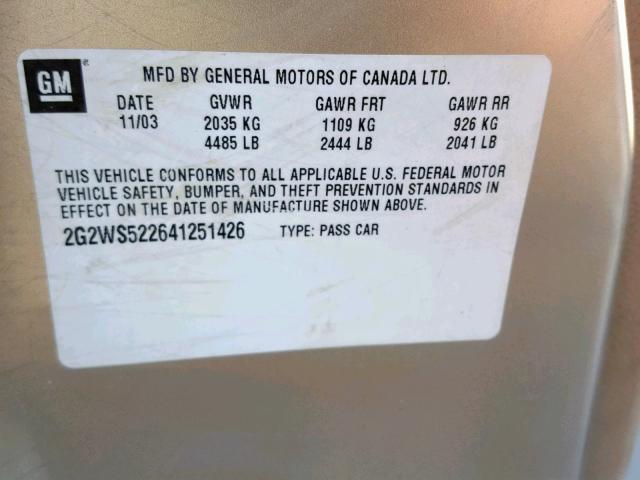 GM
MFD BY GENERAL MOTORS OF CANADA LTD.
DATE GVWR GAWR FRT GAWR RR
11/03 2035 KG 1109 KG 926 KG
4485 LB 2444 LB 2041 LB
THIS VEHICLE CONFORMS TO ALL APPLICABLE U.S. FEDERAL MOTOR
VEHICLE SAFETY, BUMPER, AND THEFT PREVENTION STANDARDS IN
EFFECT ON THE DATE OF MANUFACTURE SHOWN ABOVE.
2G2WS522641251426 TYPE: PASS CAR